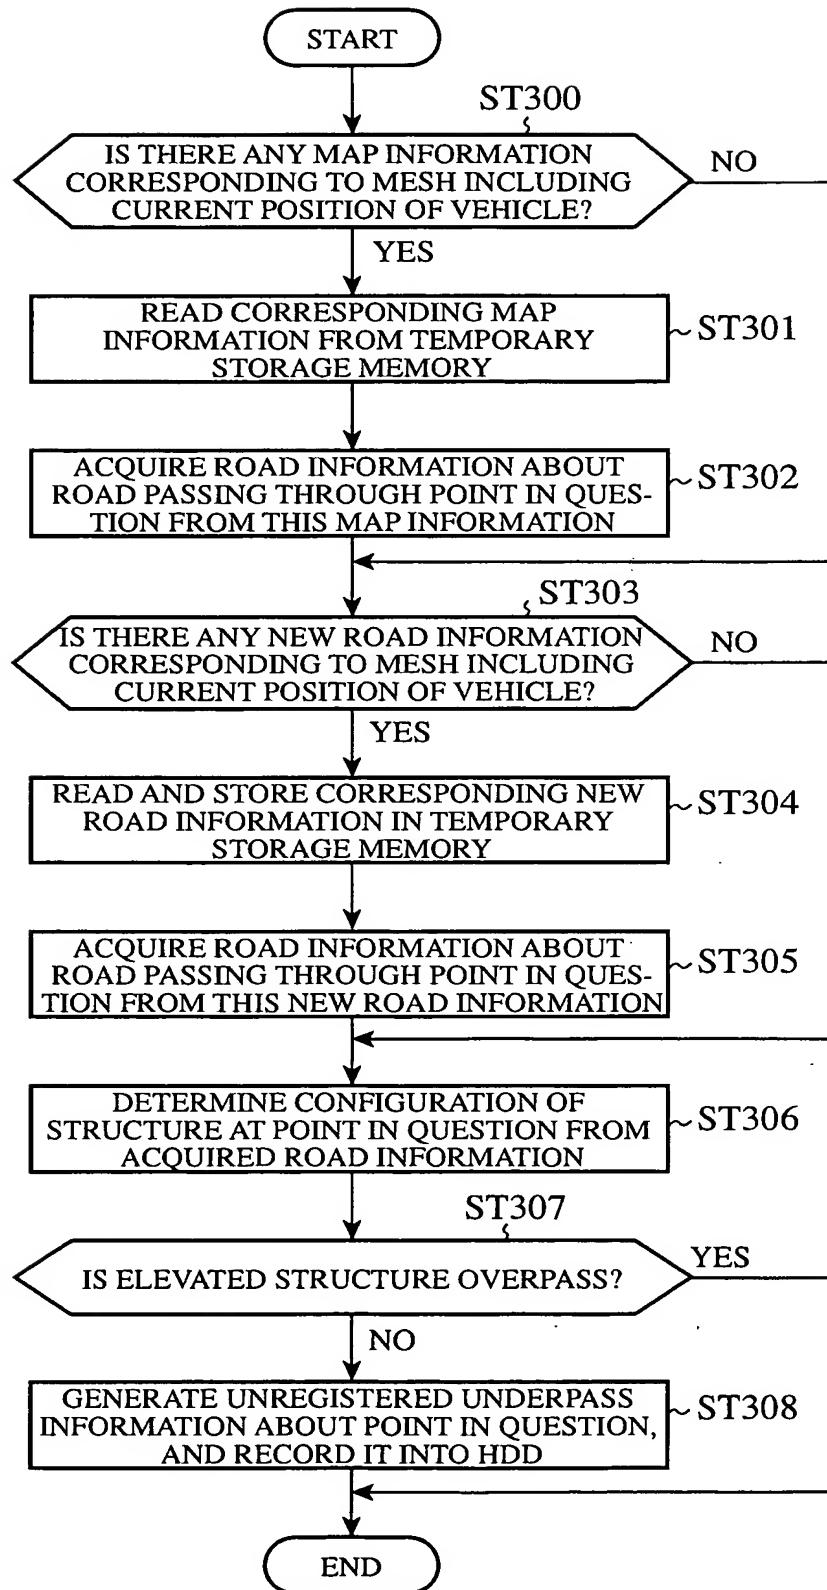 START
ST300
IS THERE ANY MAP INFORMATION
CORRESPONDING TO MESH INCLUDING
CURRENT POSITION OF VEHICLE?
NO
YES
READ CORRESPONDING MAP
INFORMATION FROM TEMPORARY
STORAGE MEMORY
ST301
ACQUIRE ROAD INFORMATION ABOUT
ROAD PASSING THROUGH POINT IN QUES-
TION FROM THIS MAP INFORMATION
ST302
ST303
IS THERE ANY NEW ROAD INFORMATION
CORRESPONDING TO MESH INCLUDING
CURRENT POSITION OF VEHICLE?
NO
YES
READ AND STORE CORRESPONDING NEW
ROAD INFORMATION IN TEMPORARY
STORAGE MEMORY
ST304
ACQUIRE ROAD INFORMATION ABOUT
ROAD PASSING THROUGH POINT IN QUES-
TION FROM THIS NEW ROAD INFORMATION
ST305
DETERMINE CONFIGURATION OF
STRUCTURE AT POINT IN QUESTION FROM
ACQUIRED ROAD INFORMATION
ST306
ST307
IS ELEVATED STRUCTURE OVERPASS?
YES
NO
GENERATE UNREGISTERED UNDERPASS
INFORMATION ABOUT POINT IN QUESTION,
AND RECORD IT INTO HDD
ST308
END